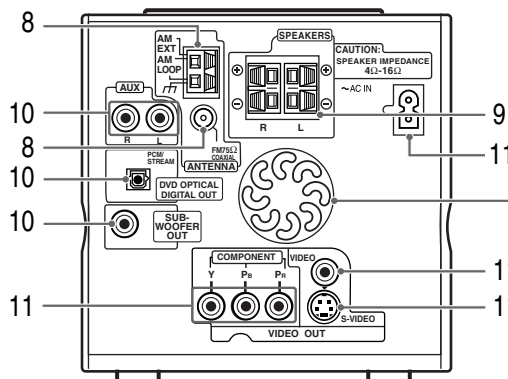 8
AM
EXT
AM
LOOP
SPEAKERS
CAUTION:
SPEAKER IMPEDANCE
4Ω-16Ω
⊕
⊕
⊖
⊖
R L
~AC IN
9
11
AUX
10
R L
8
FM75Ω
COAXIAL
ANTENNA
10
PCM/
STREAM
DVD OPTICAL
DIGITAL OUT
10
SUB-
WOOFER
OUT
COMPONENT
Y PB PR
VIDEO
11
S-VIDEO
VIDEO OUT